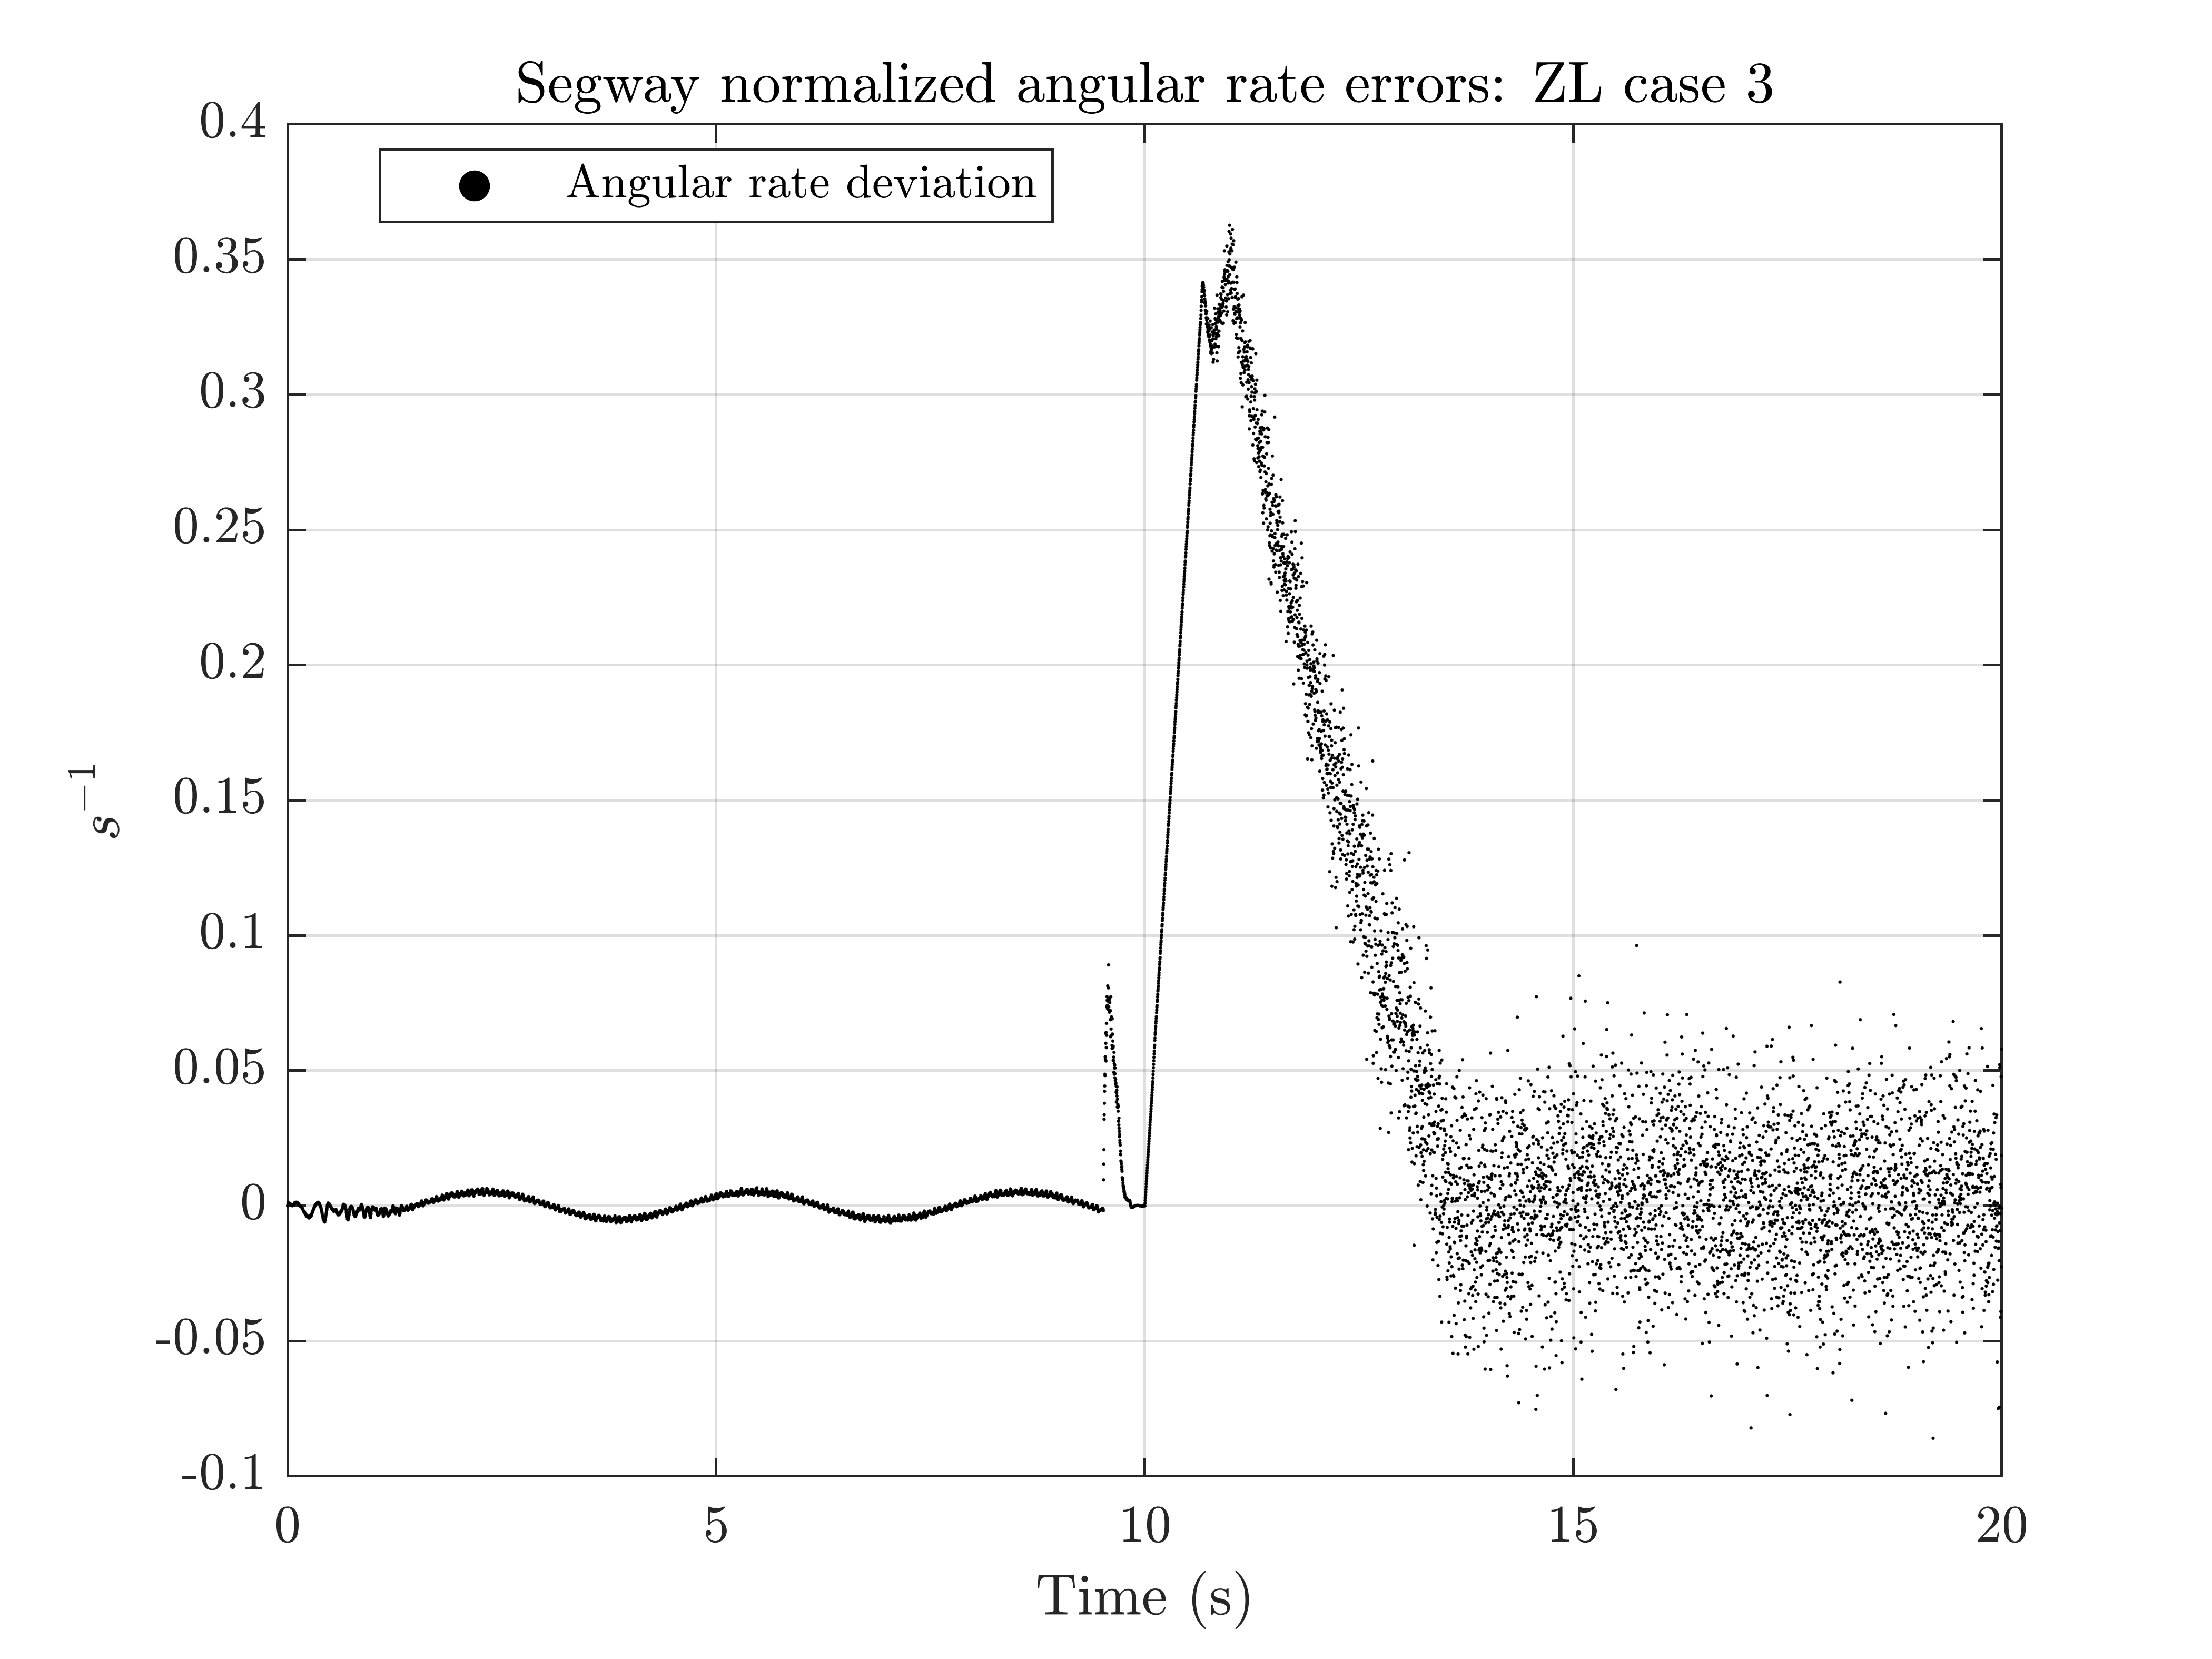 Segway normalized angular rate errors: ZL case 3
Angular rate deviation
0.4
0.35
0.3
0.25
0.2
0.15
0.1
0.05
0
-0.05
-0.1
s⁻¹
0 5 10 15 20
Time (s)